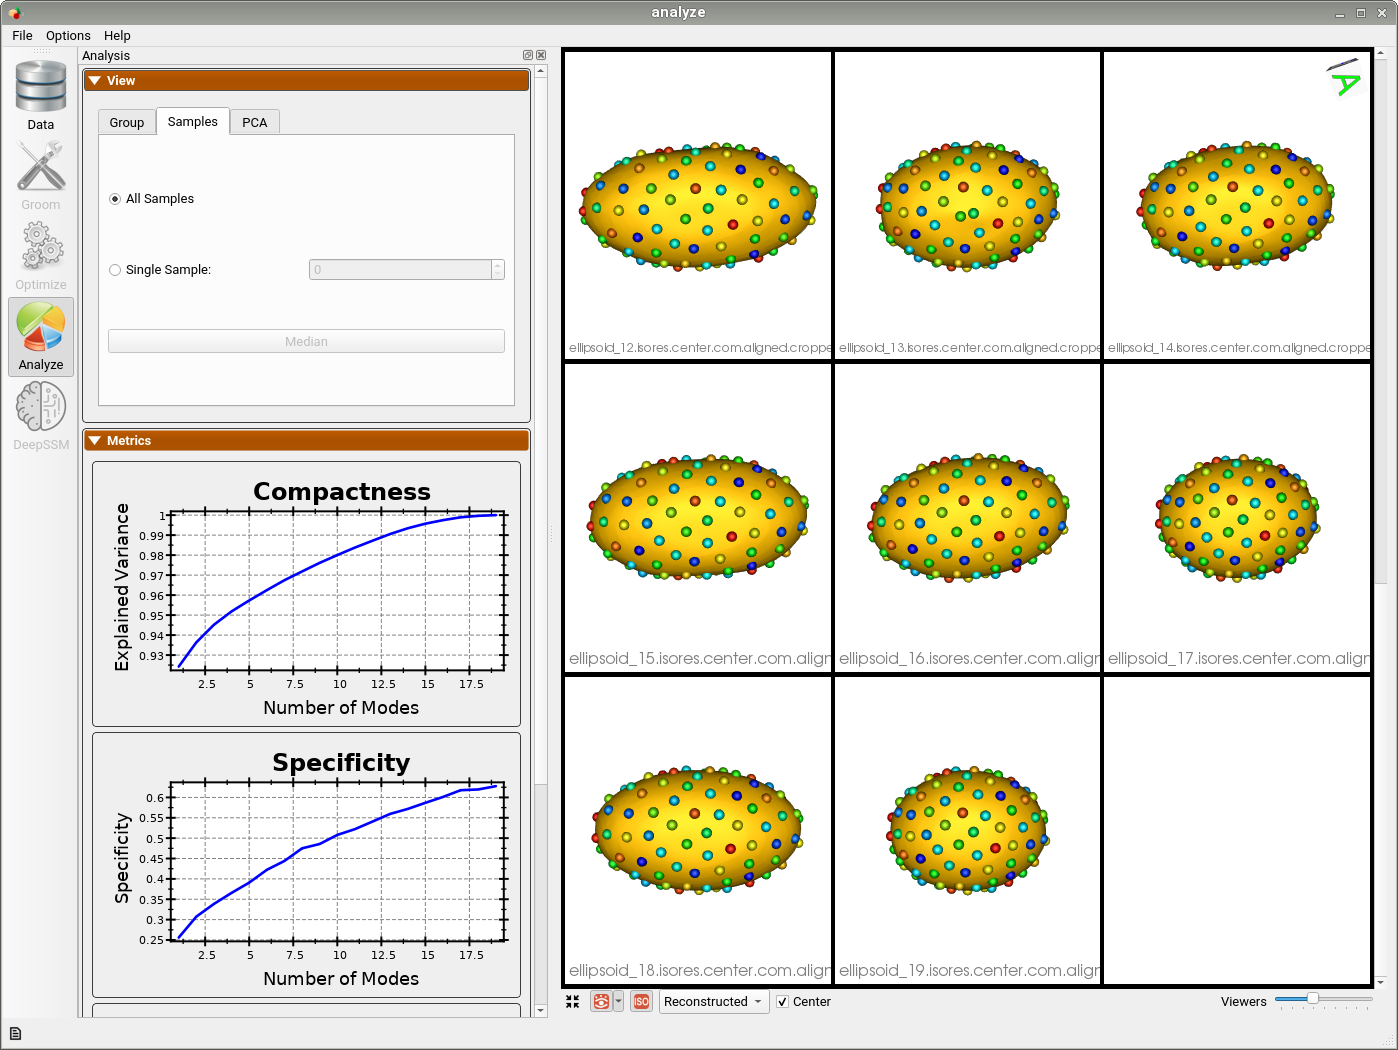 analyze
File Options Help
Data
Groom
Optimize
Analyze
DeepSSM
Analysis
View
Group Samples PCA
All Samples
Single Sample: 0
Median
Metrics
Compactness
Explained Variance
1
0.99
0.98
0.97
0.96
0.95
0.94
0.93
2.5 5 7.5 10 12.5 15 17.5
Number of Modes
Specificity
Specificity
0.6
0.55
0.5
0.45
0.4
0.35
0.3
0.25
2.5 5 7.5 10 12.5 15 17.5
Number of Modes
A
ellipsoid_12.isores.center.com.aligned.croppe
ellipsoid_13.isores.center.com.aligned.croppe
ellipsoid_14.isores.center.com.aligned.croppe
ellipsoid_15.isores.center.com.align
ellipsoid_16.isores.center.com.align
ellipsoid_17.isores.center.com.align
ellipsoid_18.isores.center.com.align
ellipsoid_19.isores.center.com.align
ISO Reconstructed Center Viewers